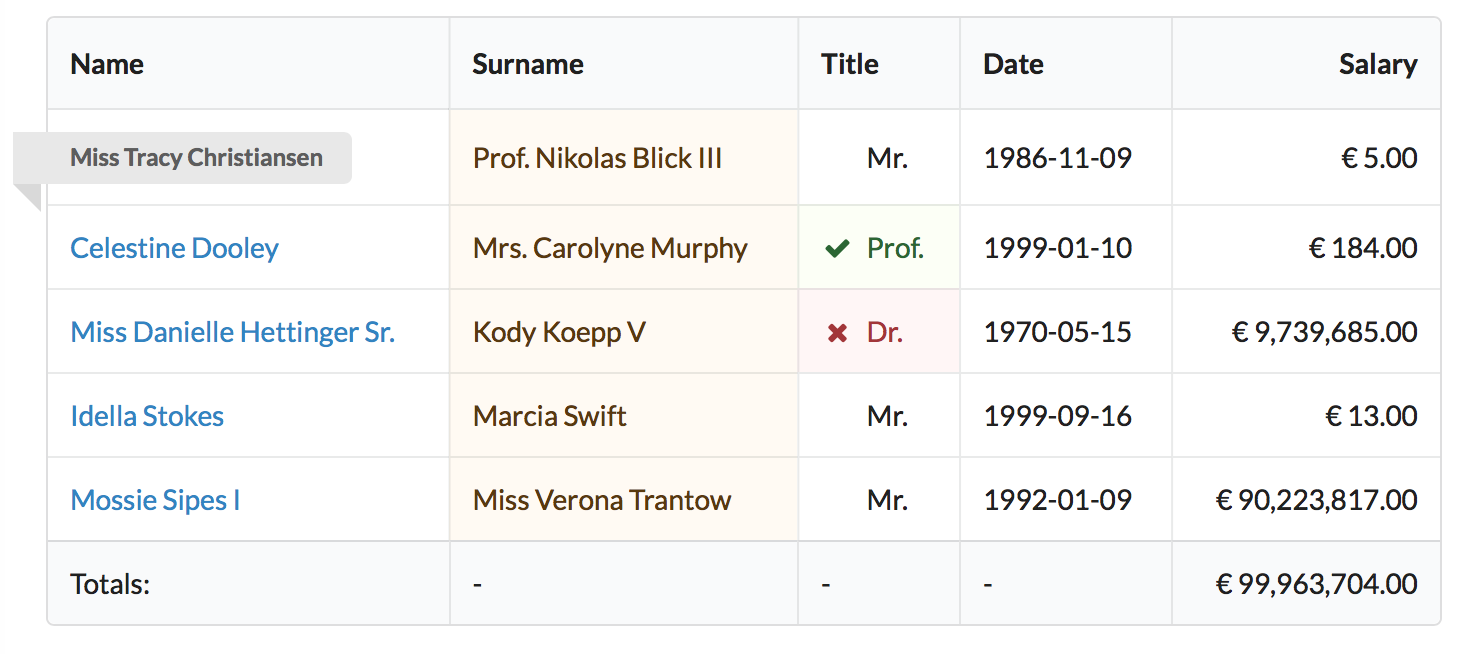 Name Surname Title Date Salary
Miss Tracy Christiansen Prof. Nikolas Blick III Mr. 1986-11-09 € 5.00
Celestine Dooley Mrs. Carolyne Murphy Prof. 1999-01-10 € 184.00
Miss Danielle Hettinger Sr. Kody Koepp V Dr. 1970-05-15 € 9,739,685.00
Idella Stokes Marcia Swift Mr. 1999-09-16 € 13.00
Mossie Sipes I Miss Verona Trantow Mr. 1992-01-09 € 90,223,817.00
Totals: - - - € 99,963,704.00